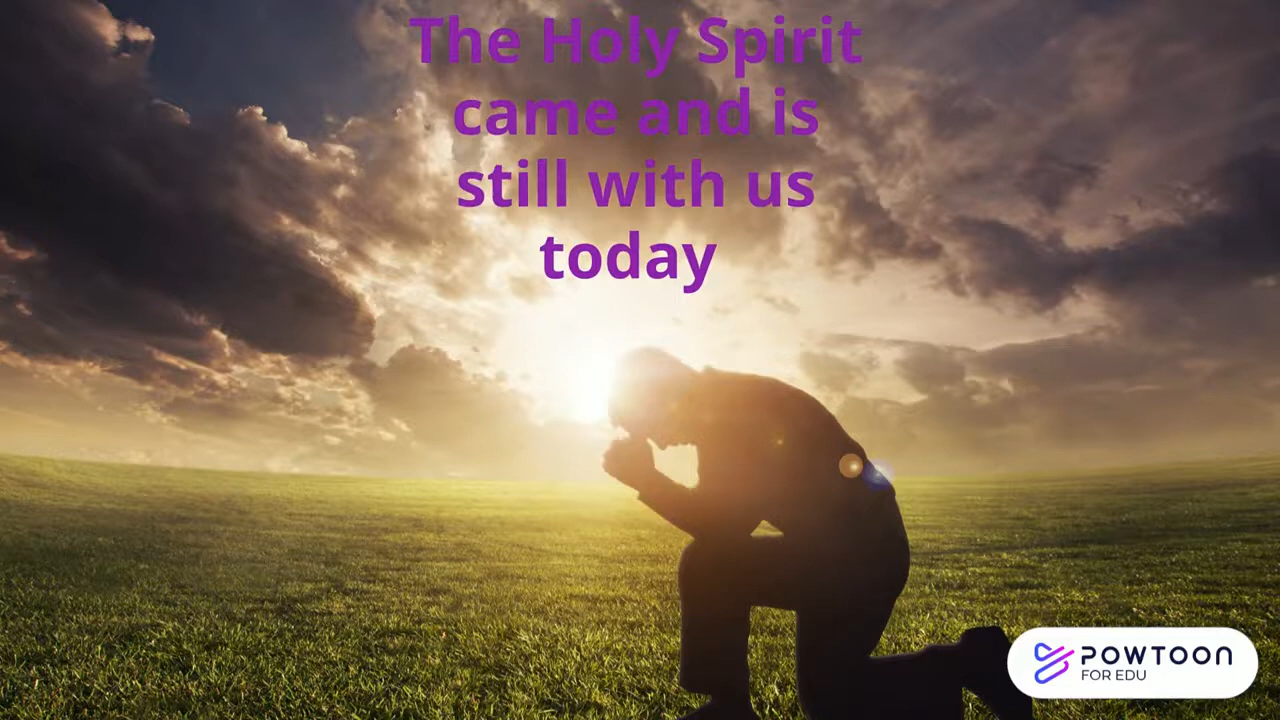 The Holy Spirit
came and is
still with us
today
POWTOON
FOR EDU